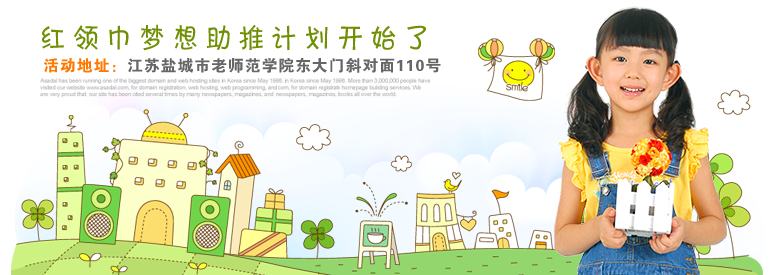 红领巾梦想助推计划开始了
活动地址：江苏盐城市老师范学院东大门斜对面110号
Asadal has been running one of the biggest domain and web hosting sites in Korea since May 1998. in Korea since May 1998. More than 3,000,000 people have
visited our website www.asadal.com, for domain registration, web hosting, web programming, and.com, for domain registratk homepage building services. We
are very proud that our site has been cited several times by many newspapers, magazines, and newspapers, magazines, books all over the world.
smile